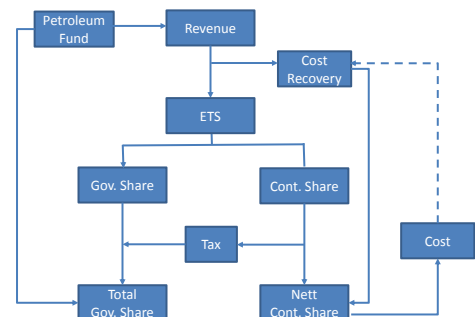 Petroleum
Fund
Revenue
Cost
Recovery
ETS
Gov. Share
Cont. Share
Tax
Cost
Total
Gov. Share
Nett
Cont. Share